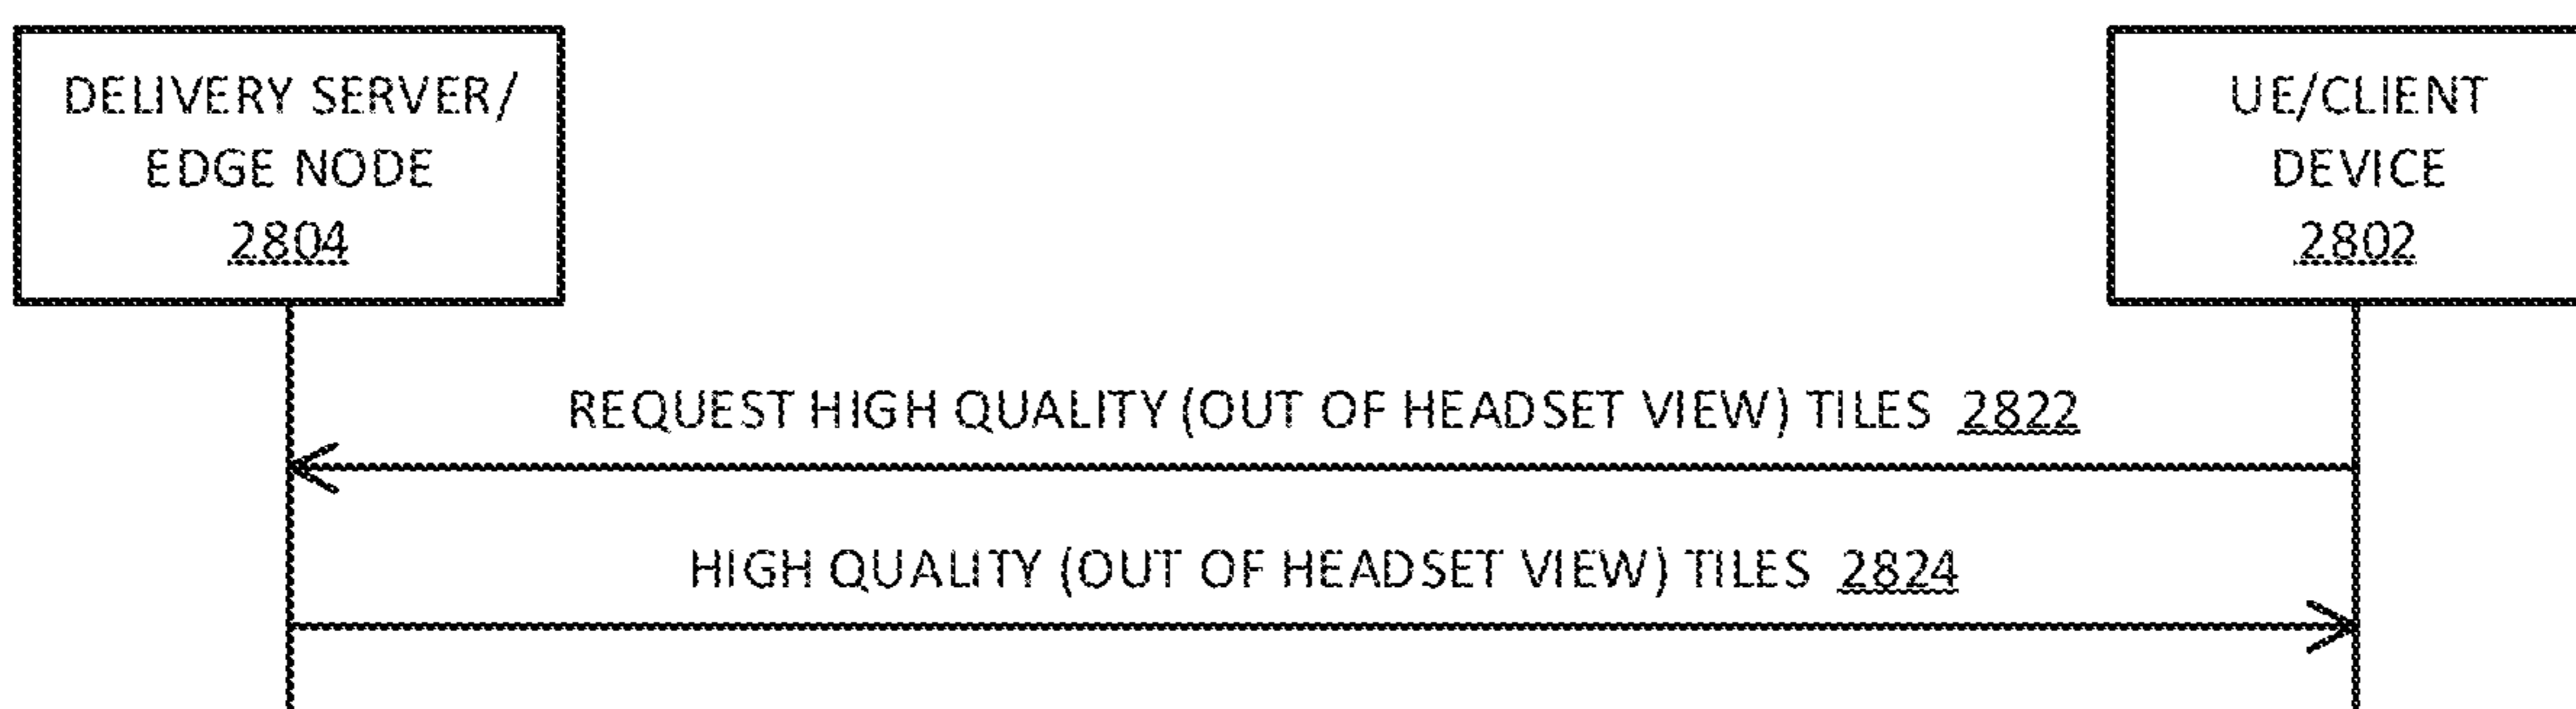 DELIVERY SERVER/
EDGE NODE
2804
UE/CLIENT
DEVICE
2802
REQUEST HIGH QUALITY (OUT OF HEADSET VIEW) TILES 2822
HIGH QUALITY (OUT OF HEADSET VIEW) TILES 2824